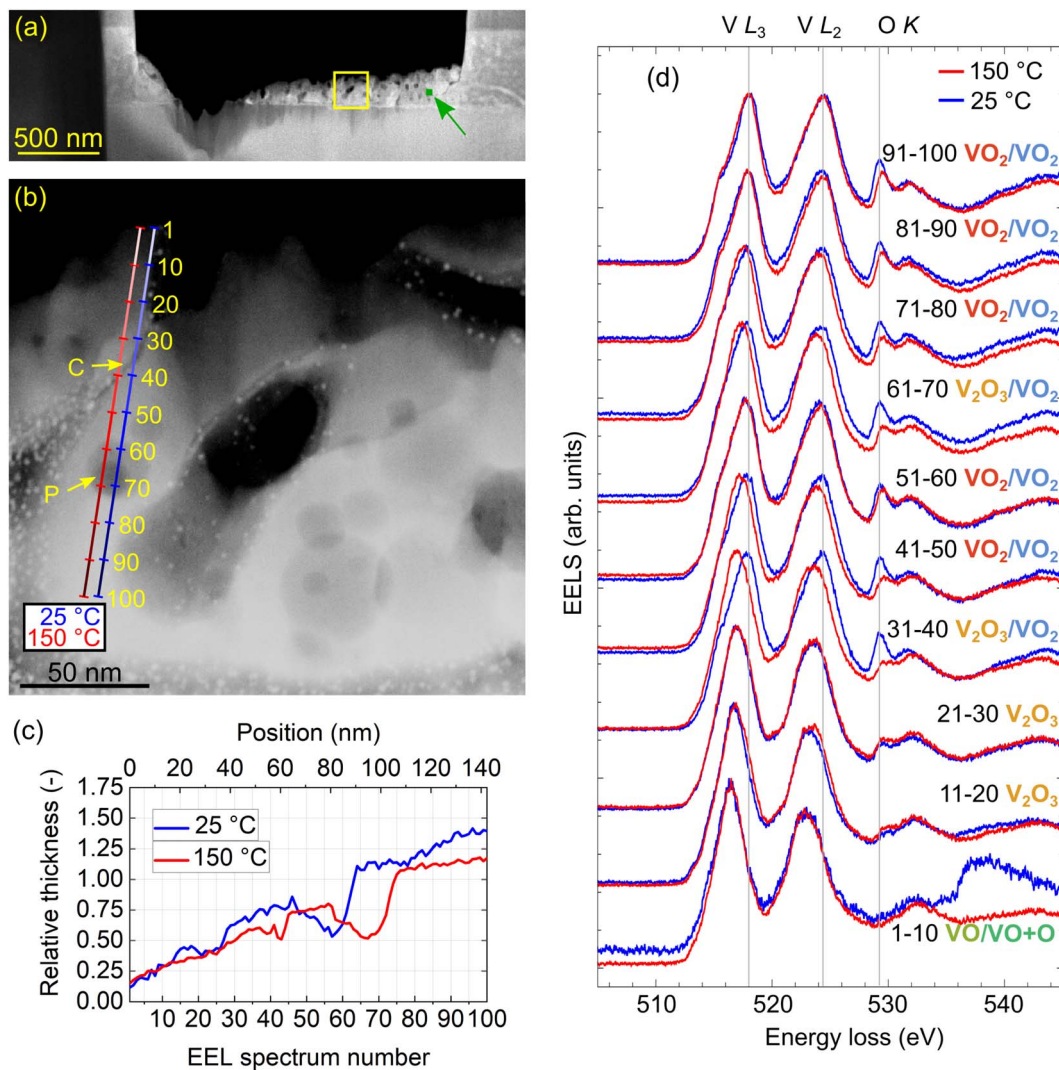 (a)
500 nm
(b)
1
10
20
30
C
40
50
60
P
70
80
90
100
25 °C
150 °C
50 nm
(c)
Position (nm)
0 20 40 60 80 100 120 140
Relative thickness (-)
1.75
1.50
1.25
1.00
0.75
0.50
0.25
0.00
25 °C
150 °C
10 20 30 40 50 60 70 80 90 100
EEL spectrum number
V L₃ V L₂ O K
(d)
150 °C
25 °C
91-100 VO₂/VO₂
81-90 VO₂/VO₂
71-80 VO₂/VO₂
61-70 V₂O₃/VO₂
51-60 VO₂/VO₂
41-50 VO₂/VO₂
31-40 V₂O₃/VO₂
21-30 V₂O₃
11-20 V₂O₃
1-10 VO/VO+O
EELS (arb. units)
510 520 530 540
Energy loss (eV)